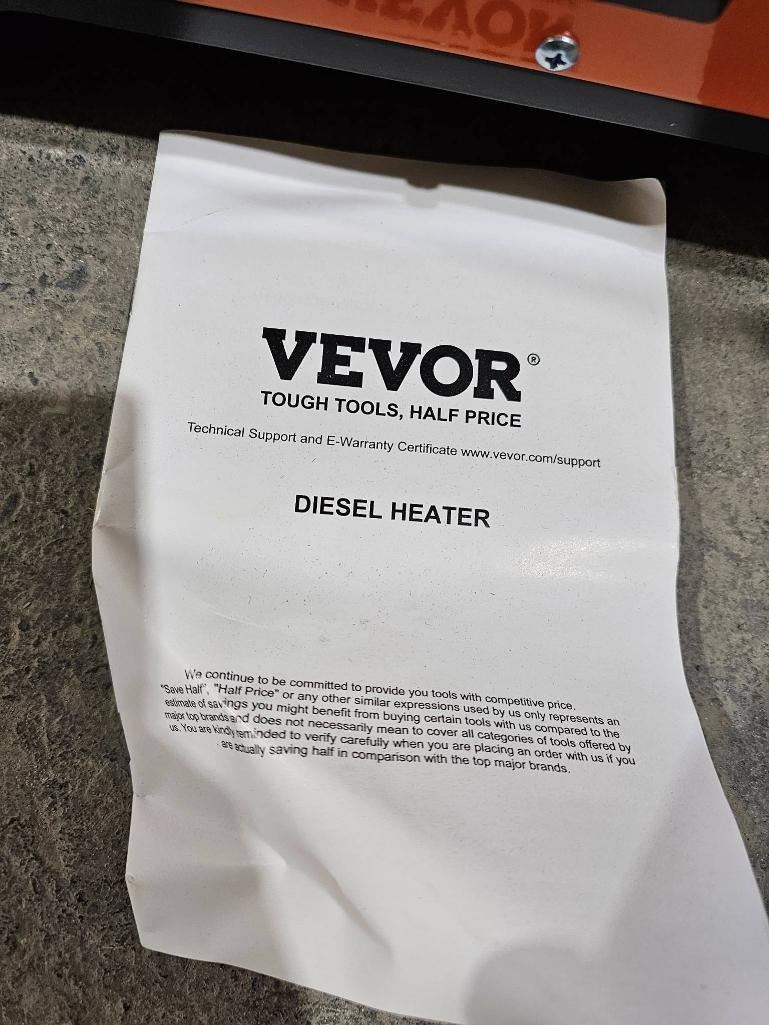 VEVOR
VEVOR®
TOUGH TOOLS, HALF PRICE
Technical Support and E-Warranty Certificate www.vevor.com/support
DIESEL HEATER
We continue to be committed to provide you tools with competitive price.
"Save Half", "Half Price" or any other similar expressions used by us only represents an
estimate of savings you might benefit from buying certain tools with us compared to the
major top brands and does not necessarily mean to cover all categories of tools offered by
us. You are kindly reminded to verify carefully when you are placing an order with us if you
are actually saving half in comparison with the top major brands.